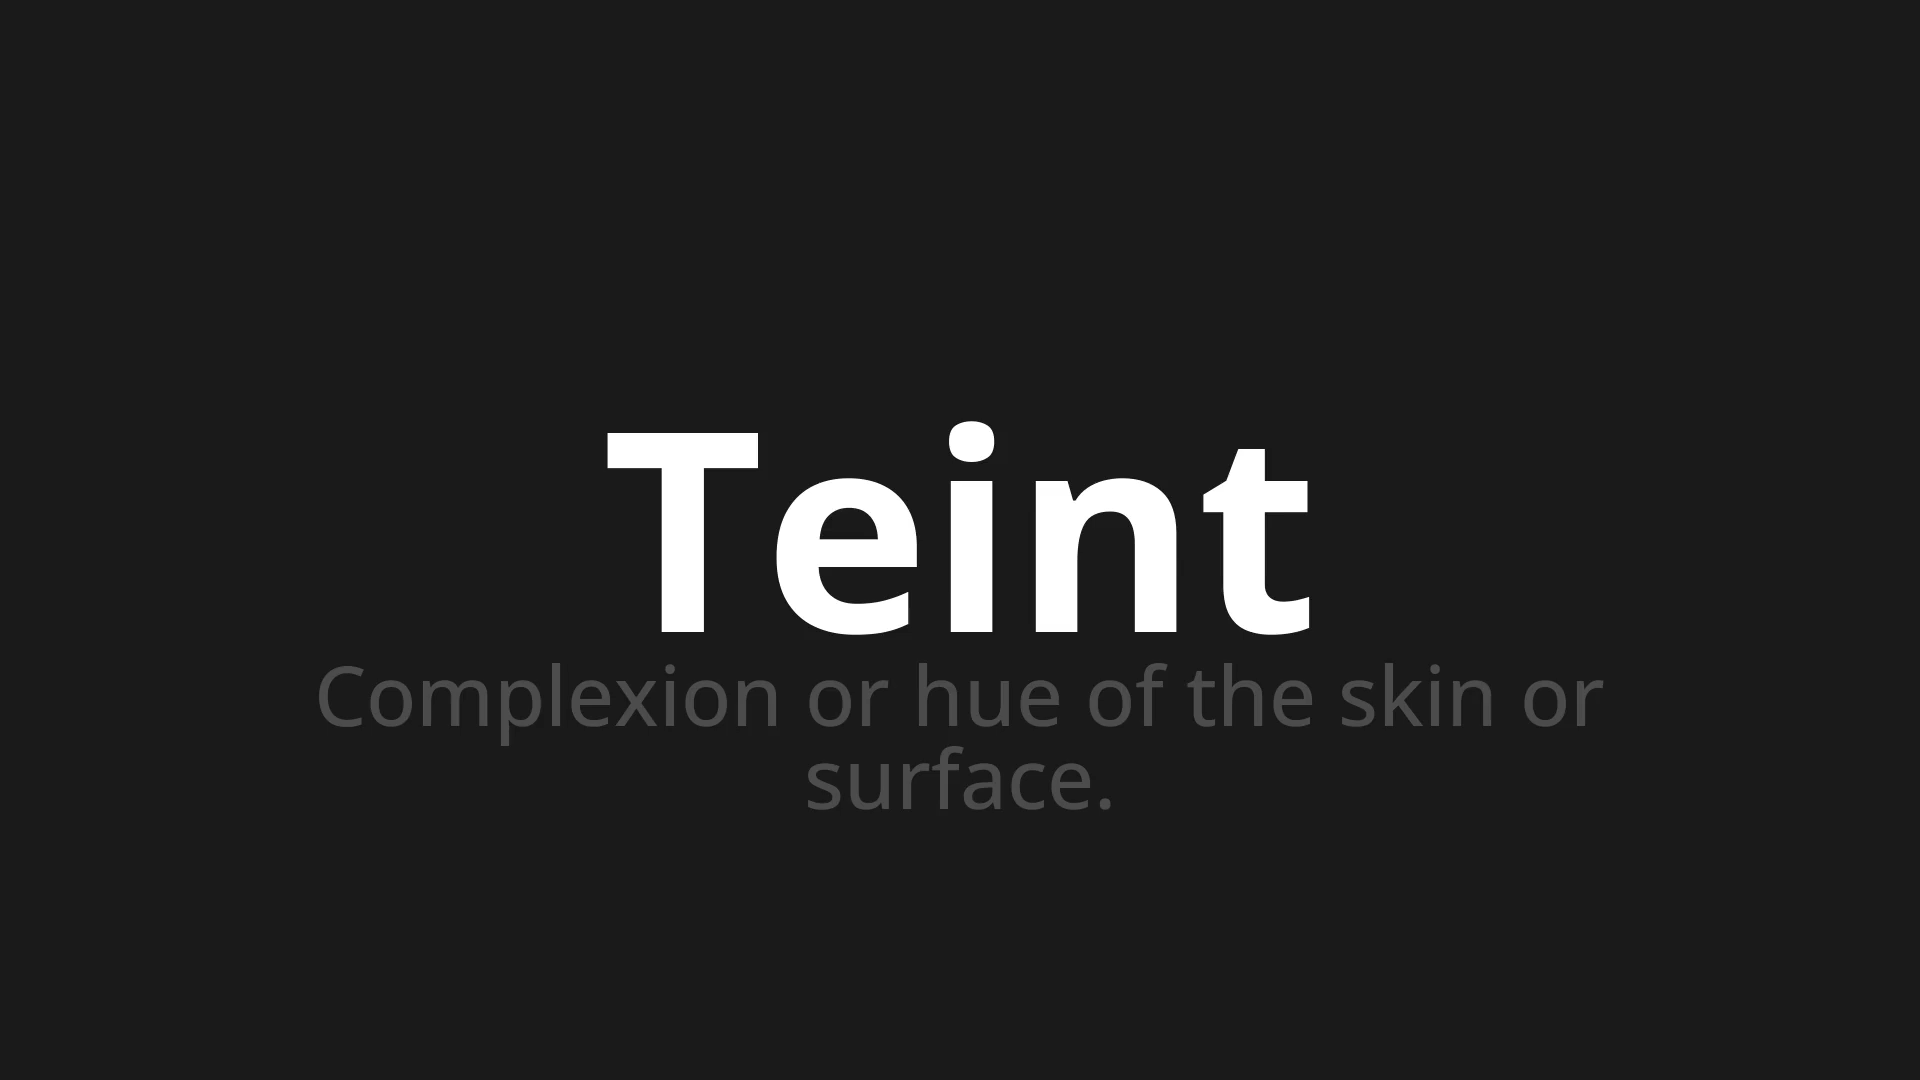 Teint
Complexion or hue of the skin or
surface.